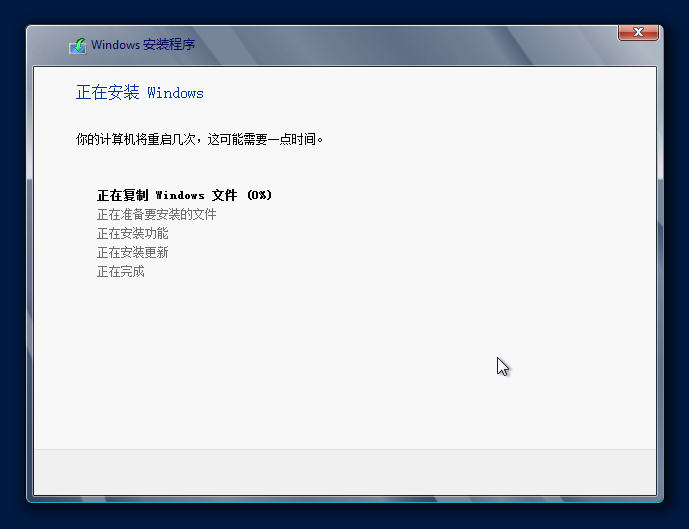 Windows 安装程序
正在安装 Windows
你的计算机将重启几次，这可能需要一点时间。
正在复制 Windows 文件 (0%)
正在准备要安装的文件
正在安装功能
正在安装更新
正在完成